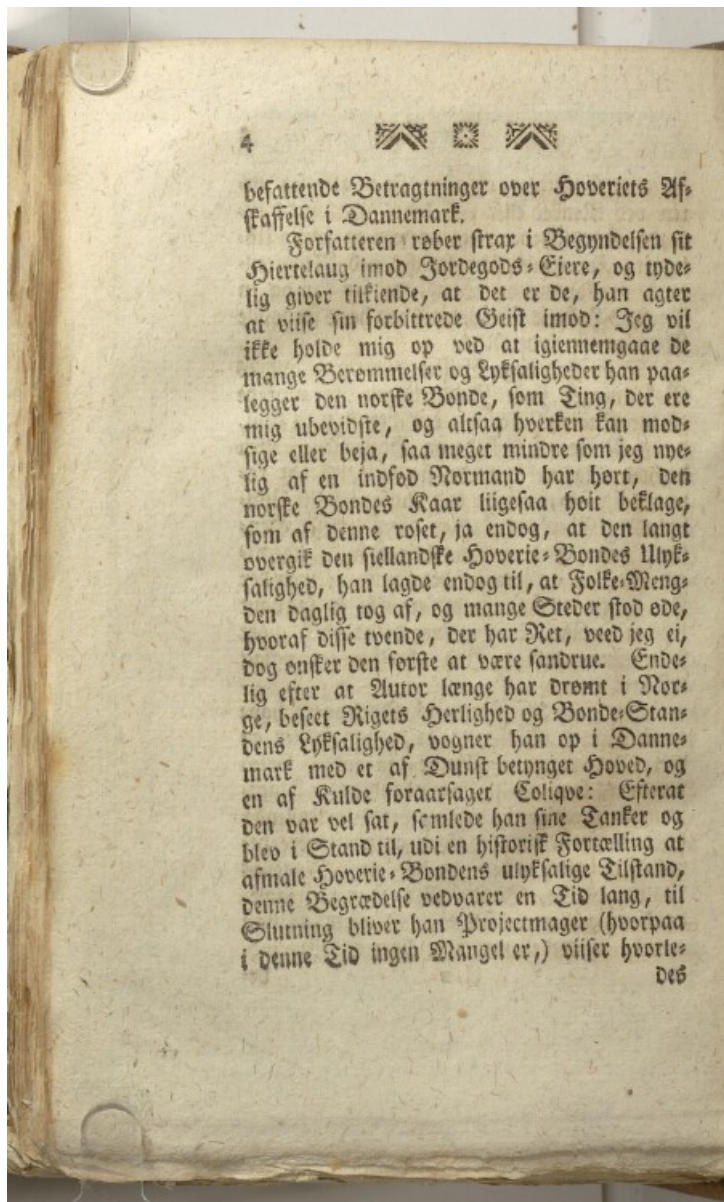 4
befattende Betragtninger over Hoveriets Af⸗
skaffelse i Dannemark.
Forfatteren røber strax i Begyndelsen sit
Hiertelaug imod Jordegods⸗Eiere, og tyde⸗
lig giver tilkiende, at det er de, han agter
at viise sin forbittrede Geist imod: Jeg vil
ikke holde mig op ved at igiennemgaae de
mange Berømmelser og Lyksaligheder han paa⸗
legger den norske Bonde, som Ting, der ere
mig ubevidste, og altsaa hverken kan mod⸗
sige eller beja, saa meget mindre som jeg nye⸗
lig af en indfød Normand har hørt, den
norske Bondes Kaar liigesaa høit beklage,
som af denne roset, ja endog, at den langt
overgik den siellandske Hoverie⸗Bondes Ulyk⸗
salighed, han lagde endog til, at Folke⸗Meng⸗
den daglig tog af, og mange Steder stod øde,
hvoraf disse tvende, der har Ret, veed jeg ei,
dog ønsker den første at være sandrue. Ende⸗
lig efter at Autor længe har drømt i Nor⸗
ge, beseet Rigets Herlighed og Bonde⸗Stan⸗
dens Lyksalighed, vogner han op i Danne⸗
mark med et af Dunst betynget Hoved, og
en af Kulde foraarsaget Colique: Efterat
den var vel sat, samlede han sine Tanker og
blev i Stand til, udi en historisk Fortælling at
afmale Hoverie⸗Bondens ulyksalige Tilstand,
denne Begrædelse vedvarer en Tid lang, til
Slutning bliver han Projectmager (hvorpaa
i denne Tid ingen Mangel er,) viiser hvorle⸗
des